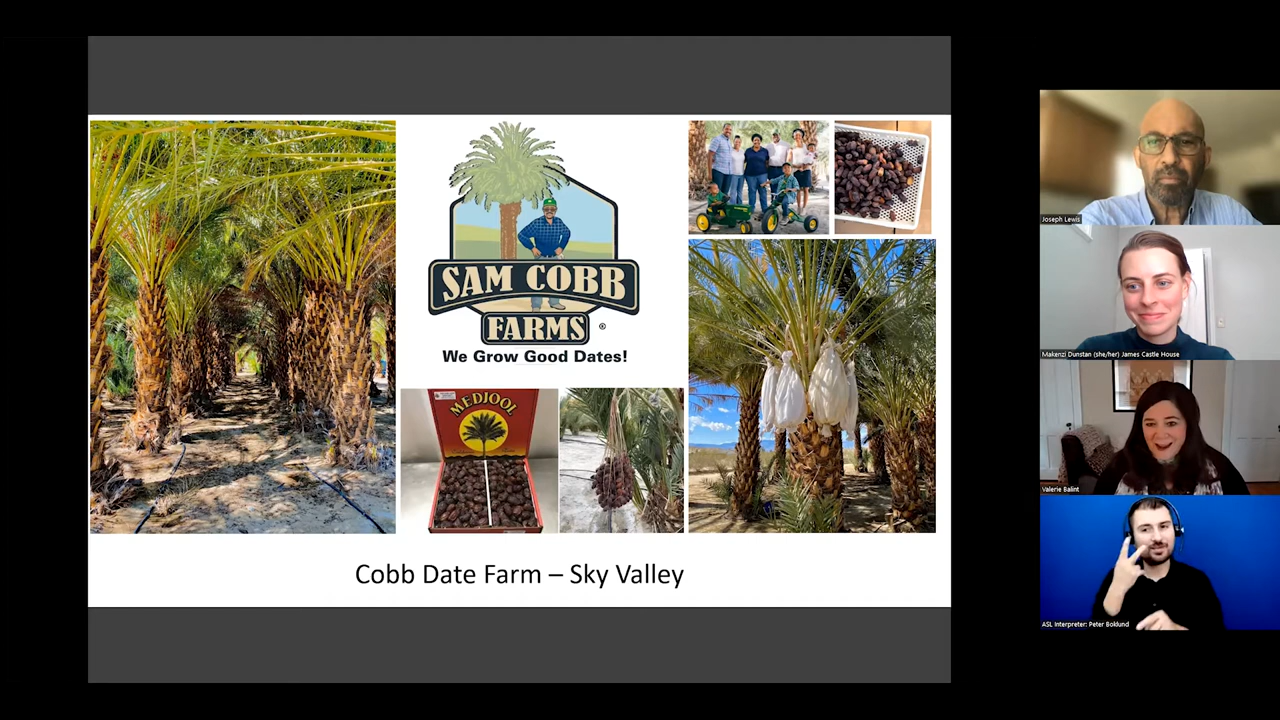 SAM COBB
FARMS
®
We Grow Good Dates!
MEDJOOL
Cobb Date Farm – Sky Valley
Joseph Lewis
Makenzi Dunstan (she/her) James Castle House
Valerie Balint
ASL Interpreter: Peter Boklund